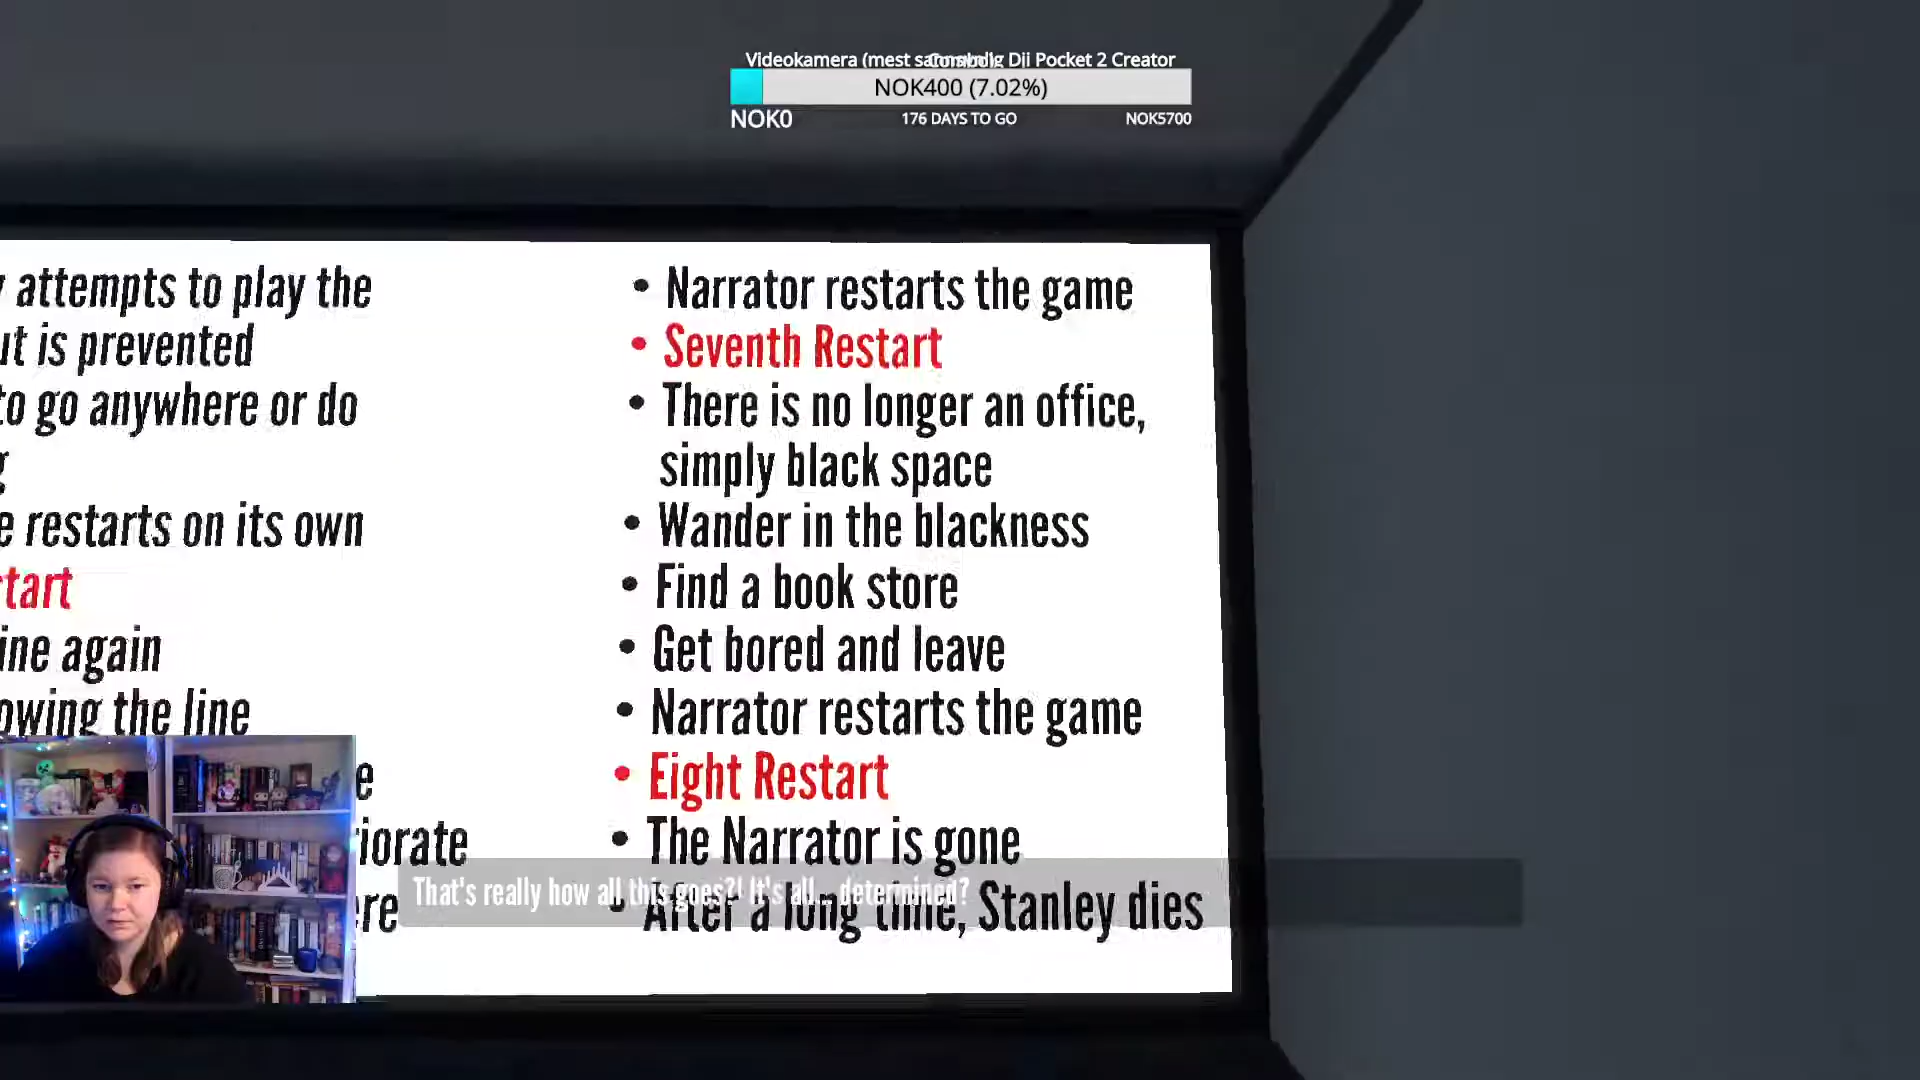 Videokamera (mest sannsynlig DJI Pocket 2 Creator
NOK400 (7.02%)
NOK0
176 DAYS TO GO
NOK5700
attempts to play the
ut is prevented
to go anywhere or do
g
e restarts on its own
tart
ine again
owing the line
e
iorate
ere
• Narrator restarts the game
• Seventh Restart
• There is no longer an office,
simply black space
• Wander in the blackness
• Find a book store
• Get bored and leave
• Narrator restarts the game
• Eight Restart
• The Narrator is gone
• After a long time, Stanley dies
That's really how all this goes?! It's all... determined?